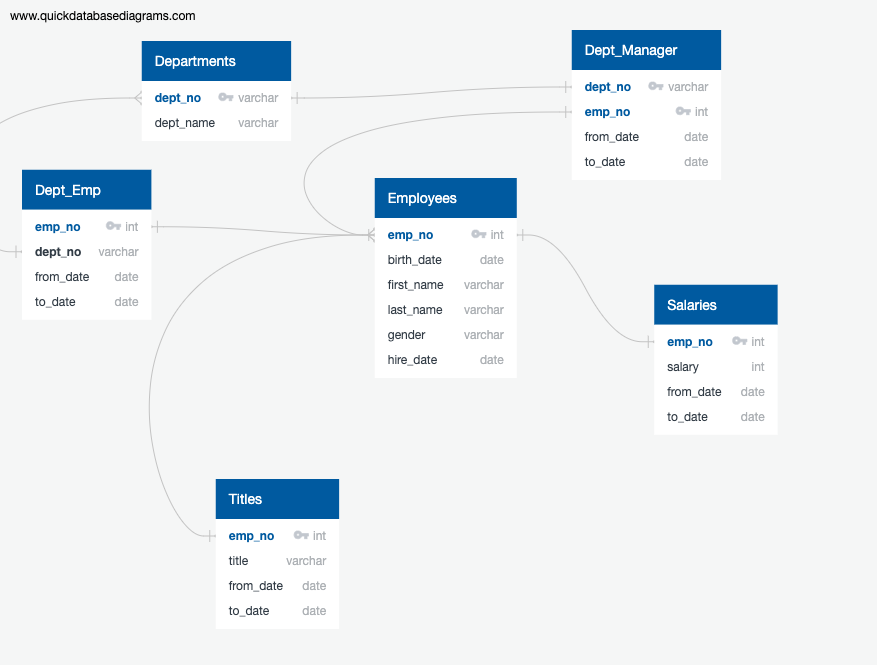 www.quickdatabasediagrams.com
Departments
dept_no varchar
dept_name varchar
Dept_Manager
dept_no varchar
emp_no int
from_date date
to_date date
Dept_Emp
emp_no int
dept_no varchar
from_date date
to_date date
Employees
emp_no int
birth_date date
first_name varchar
last_name varchar
gender varchar
hire_date date
Salaries
emp_no int
salary int
from_date date
to_date date
Titles
emp_no int
title varchar
from_date date
to_date date